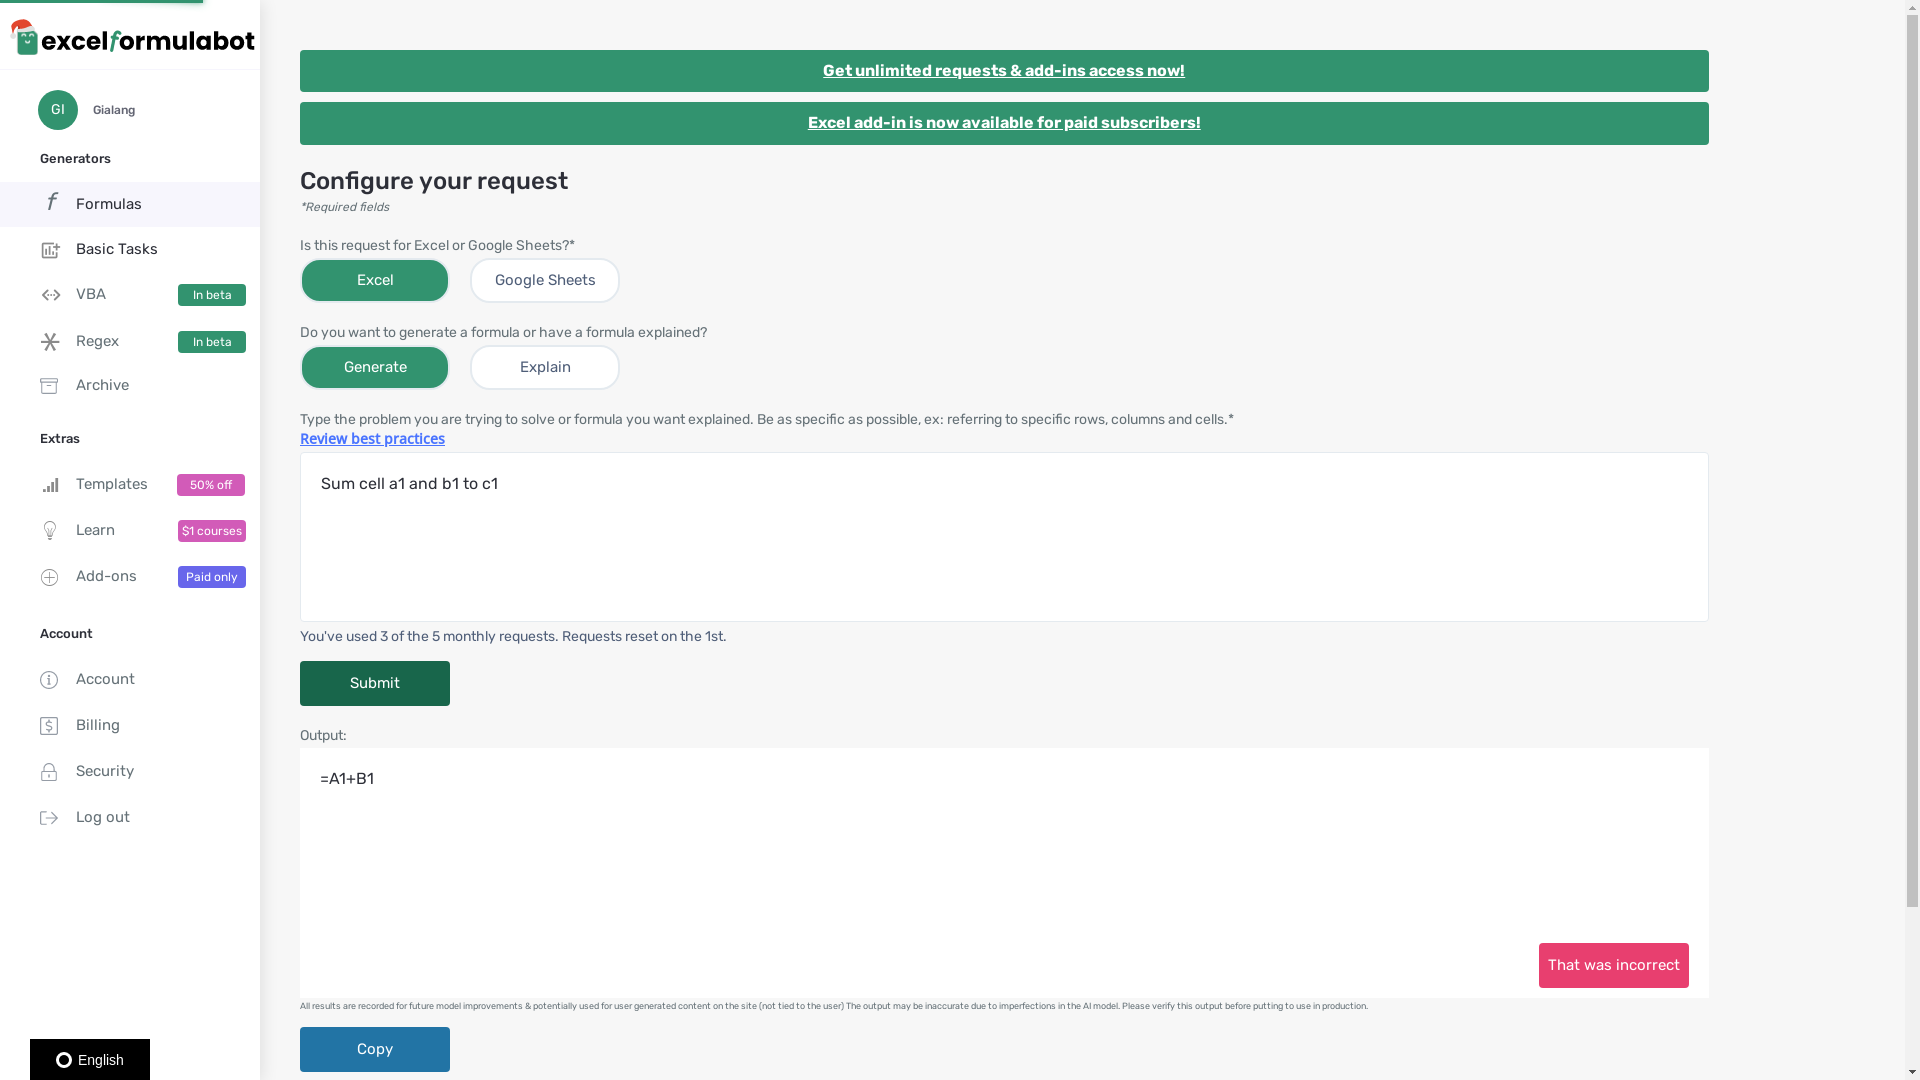 excelformulabot
GI
Gialang
Generators
Formulas
Basic Tasks
VBA
In beta
Regex
In beta
Archive
Extras
Templates
50% off
Learn
$1 courses
Add-ons
Paid only
Account
Account
Billing
Security
Log out
English
Get unlimited requests & add-ins access now!
Excel add-in is now available for paid subscribers!
Configure your request
*Required fields
Is this request for Excel or Google Sheets?*
Excel
Google Sheets
Do you want to generate a formula or have a formula explained?
Generate
Explain
Type the problem you are trying to solve or formula you want explained. Be as specific as possible, ex: referring to specific rows, columns and cells.*
Review best practices
Sum cell a1 and b1 to c1
You've used 3 of the 5 monthly requests. Requests reset on the 1st.
Submit
Output:
=A1+B1
That was incorrect
All results are recorded for future model improvements & potentially used for user generated content on the site (not tied to the user) The output may be inaccurate due to imperfections in the AI model. Please verify this output before putting to use in production.
Copy